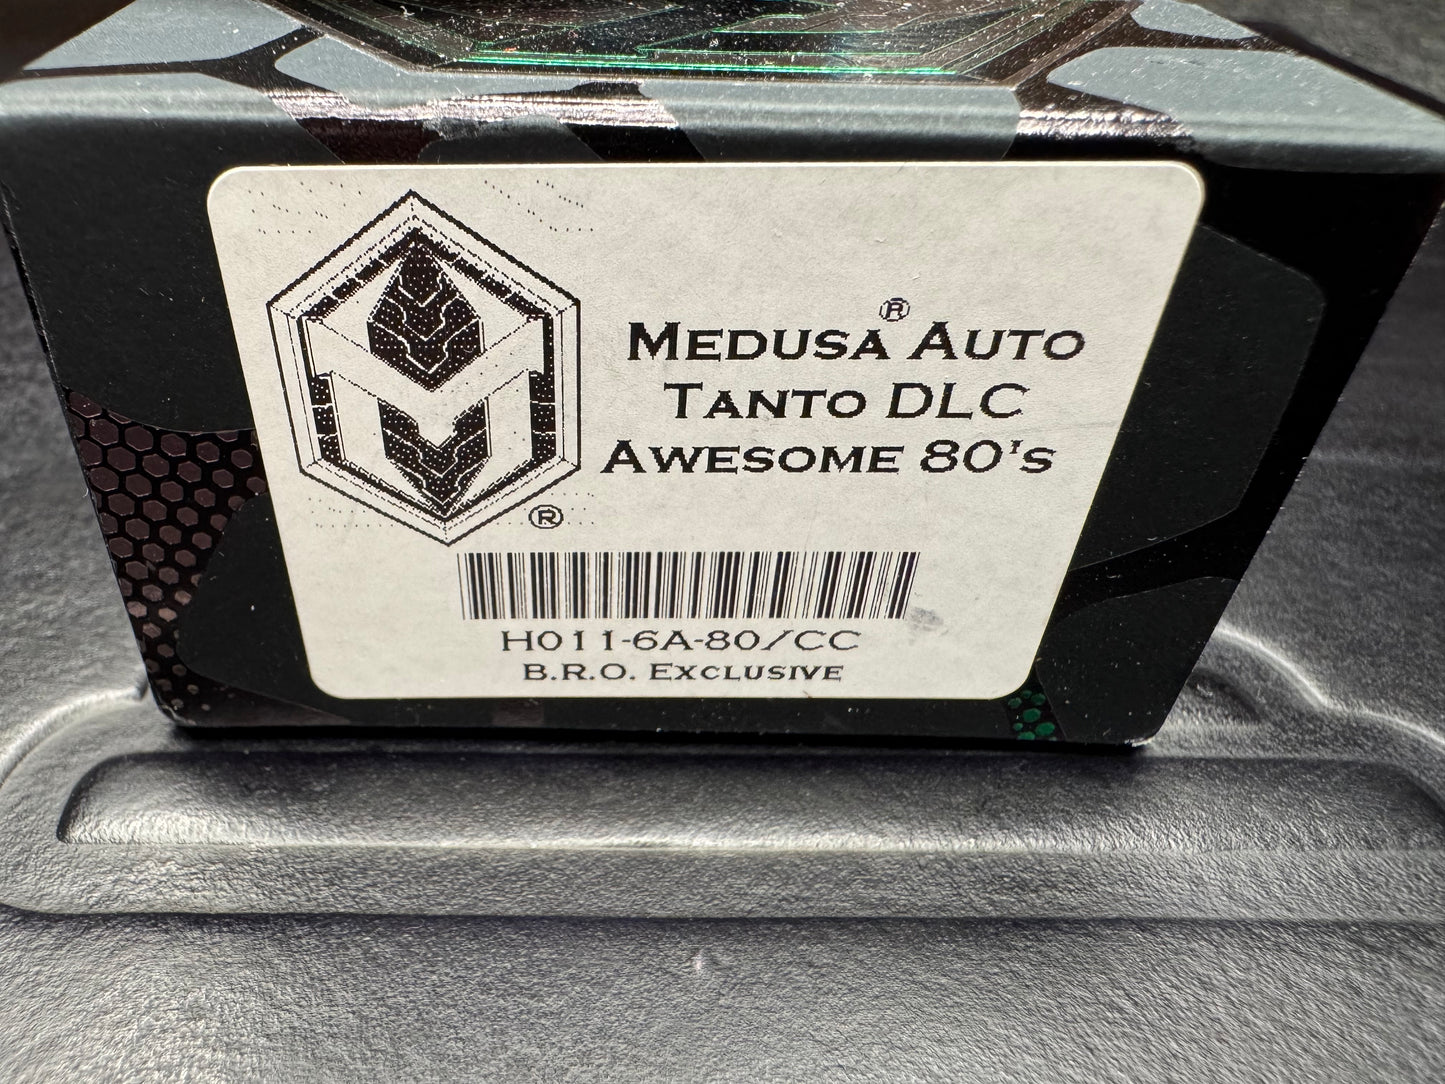 MEDUSA® AUTO
TANTO DLC
AWESOME 80'S
®
H011-6A-80/CC
B.R.O. EXCLUSIVE